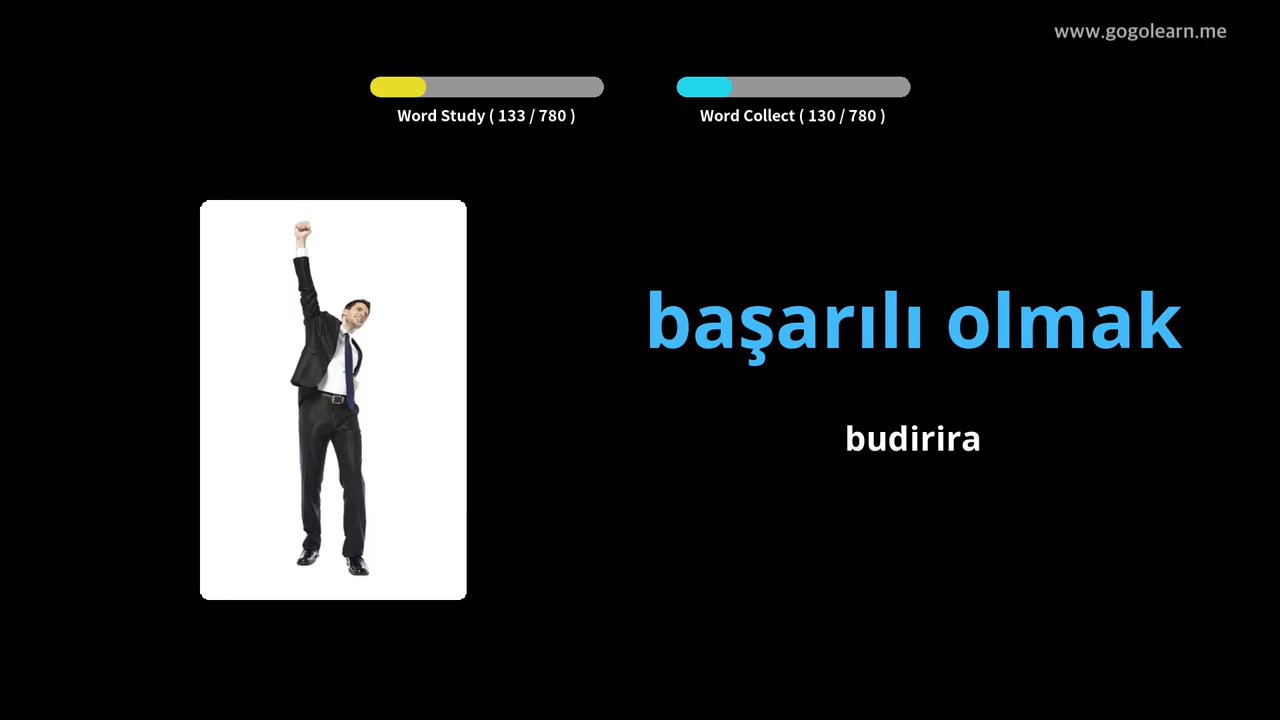 www.gogolearn.me
Word Study ( 133 / 780 )
Word Collect ( 130 / 780 )
başarılı olmak
budirira